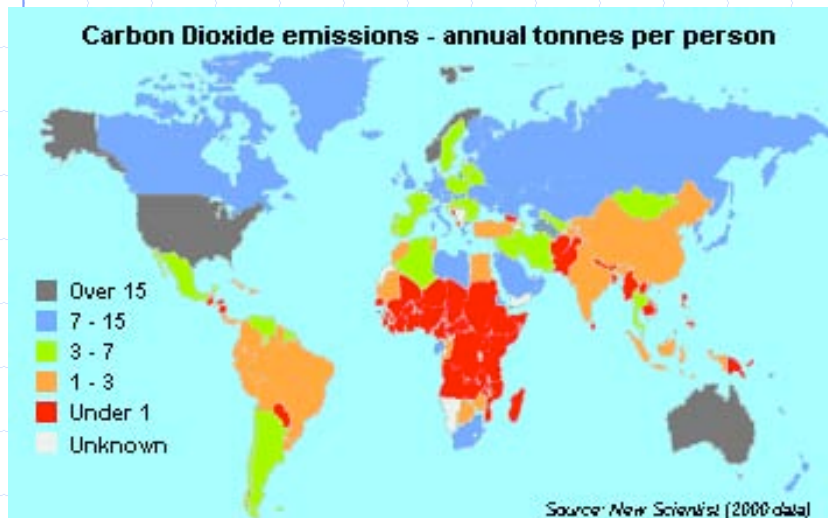 Carbon Dioxide emissions - annual tonnes per person
Over 15
7 - 15
3 - 7
1 - 3
Under 1
Unknown
Source: New Scientist (2000 data)